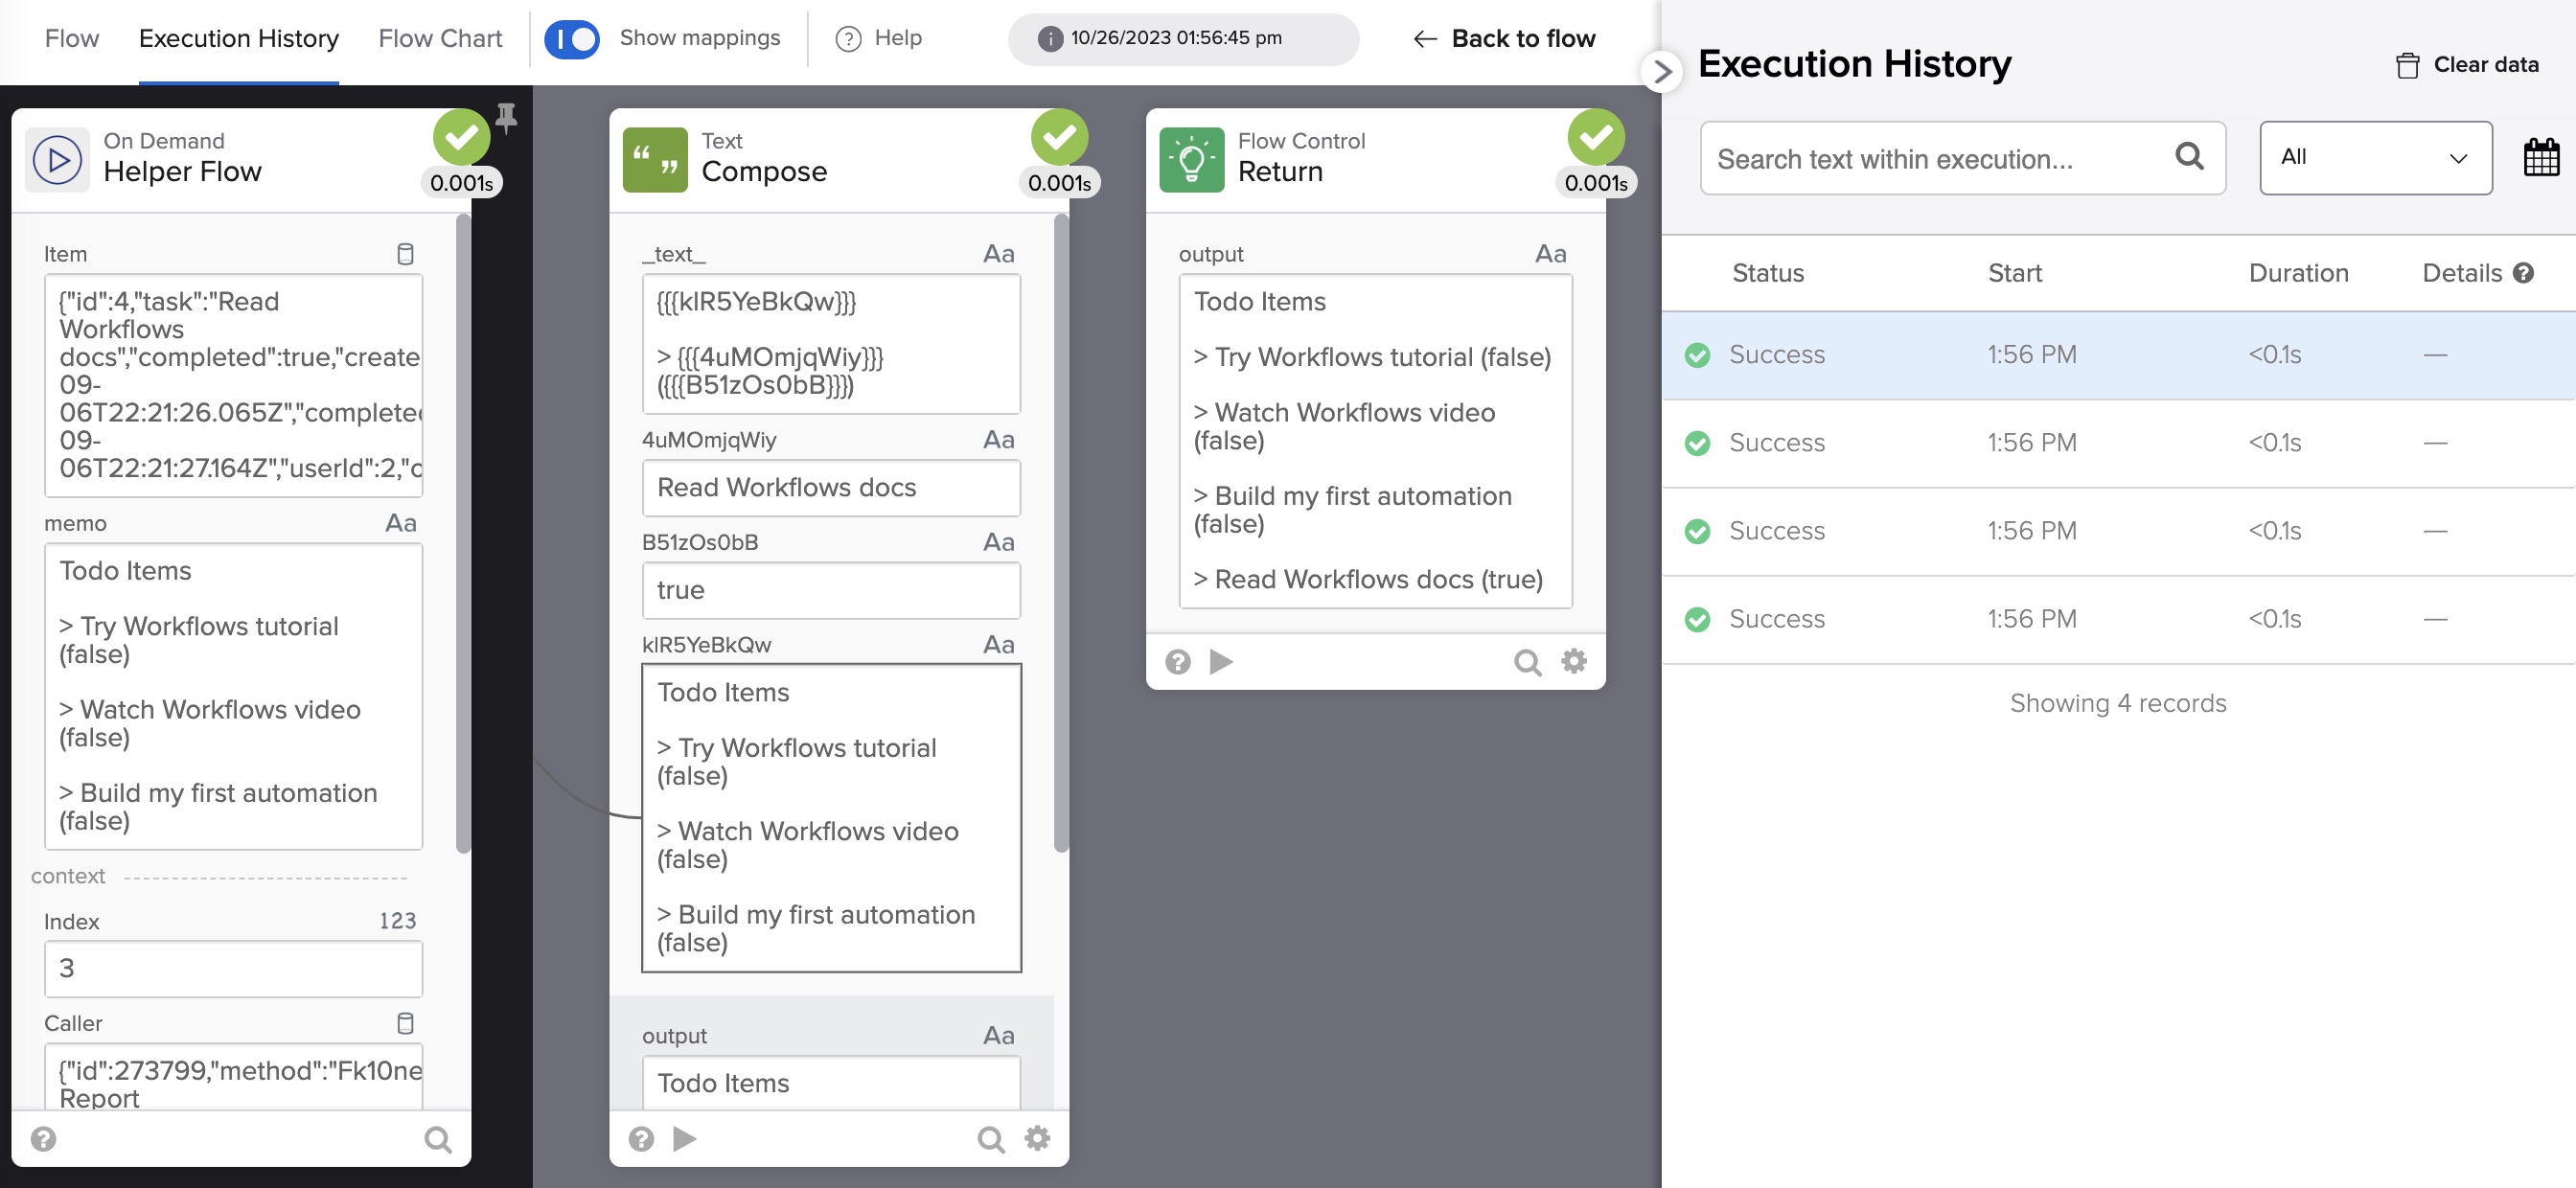 Flow
Execution History
Flow Chart
Show mappings
? Help
10/26/2023 01:56:45 pm
← Back to flow
On Demand
Helper Flow
0.001s
Item
{"id":4,"task":"Read
Workflows
docs","completed":true,"create
09-
06T22:21:26.065Z","complete
09-
06T22:21:27.164Z","userId":2,"c
memo
Aa
Todo Items
> Try Workflows tutorial
(false)
> Watch Workflows video
(false)
> Build my first automation
(false)
context
Index
123
3
Caller
{"id":273799,"method":"Fk10ne
Report
Text
Compose
0.001s
_text_
Aa
{{{klR5YeBkQw}}}
> {{{4uMOmjqWiy}}}
({{{B51zOs0bB}}})
4uMOmjqWiy
Aa
Read Workflows docs
B51zOs0bB
Aa
true
klR5YeBkQw
Aa
Todo Items
> Try Workflows tutorial
(false)
> Watch Workflows video
(false)
> Build my first automation
(false)
output
Aa
Todo Items
Flow Control
Return
0.001s
output
Aa
Todo Items
> Try Workflows tutorial (false)
> Watch Workflows video
(false)
> Build my first automation
(false)
> Read Workflows docs (true)
Execution History
Clear data
Search text within execution...
All
Status Start Duration Details ?
Success 1:56 PM <0.1s —
Success 1:56 PM <0.1s —
Success 1:56 PM <0.1s —
Success 1:56 PM <0.1s —
Showing 4 records